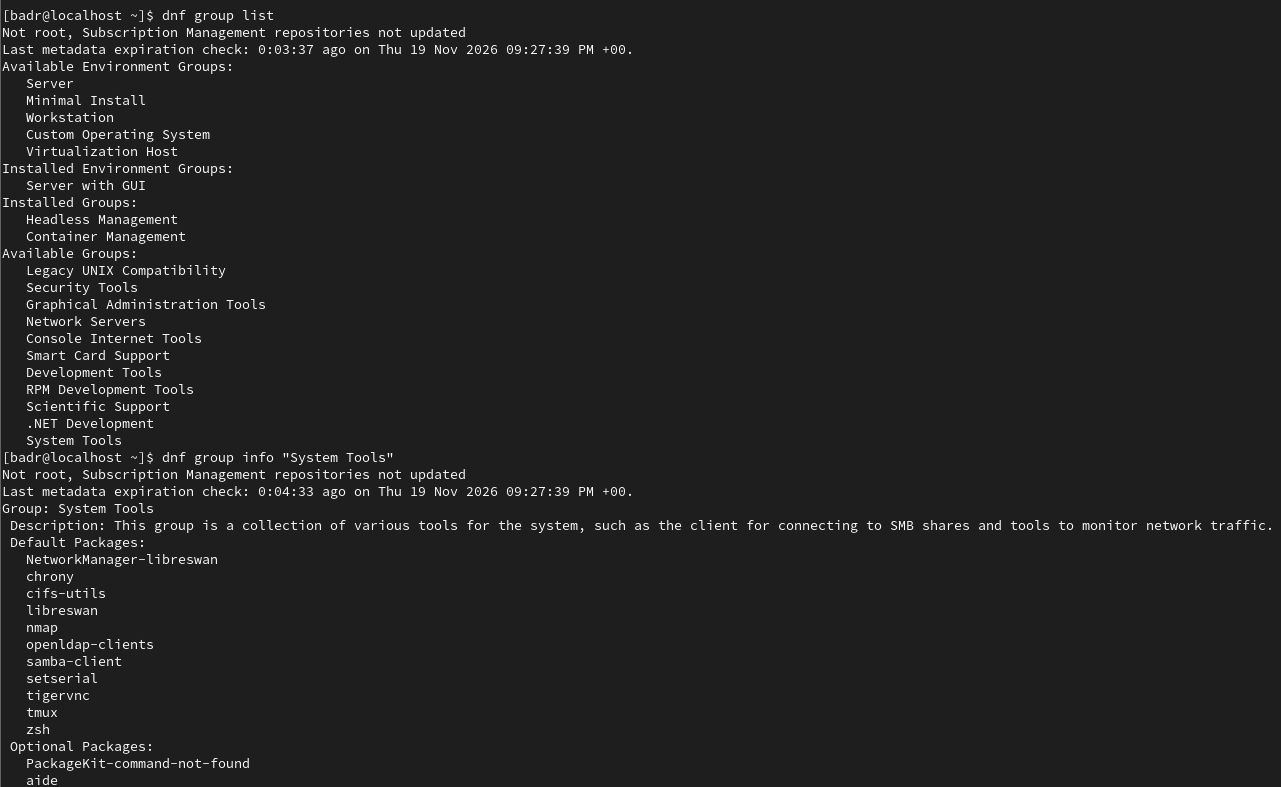 [badr@localhost ~]$ dnf group list
Not root, Subscription Management repositories not updated
Last metadata expiration check: 0:03:37 ago on Thu 19 Nov 2026 09:27:39 PM +00.
Available Environment Groups:
   Server
   Minimal Install
   Workstation
   Custom Operating System
   Virtualization Host
Installed Environment Groups:
   Server with GUI
Installed Groups:
   Headless Management
   Container Management
Available Groups:
   Legacy UNIX Compatibility
   Security Tools
   Graphical Administration Tools
   Network Servers
   Console Internet Tools
   Smart Card Support
   Development Tools
   RPM Development Tools
   Scientific Support
   .NET Development
   System Tools
[badr@localhost ~]$ dnf group info "System Tools"
Not root, Subscription Management repositories not updated
Last metadata expiration check: 0:04:33 ago on Thu 19 Nov 2026 09:27:39 PM +00.
Group: System Tools
 Description: This group is a collection of various tools for the system, such as the client for connecting to SMB shares and tools to monitor network traffic.
 Default Packages:
   NetworkManager-libreswan
   chrony
   cifs-utils
   libreswan
   nmap
   openldap-clients
   samba-client
   setserial
   tigervnc
   tmux
   zsh
 Optional Packages:
   PackageKit-command-not-found
   aide